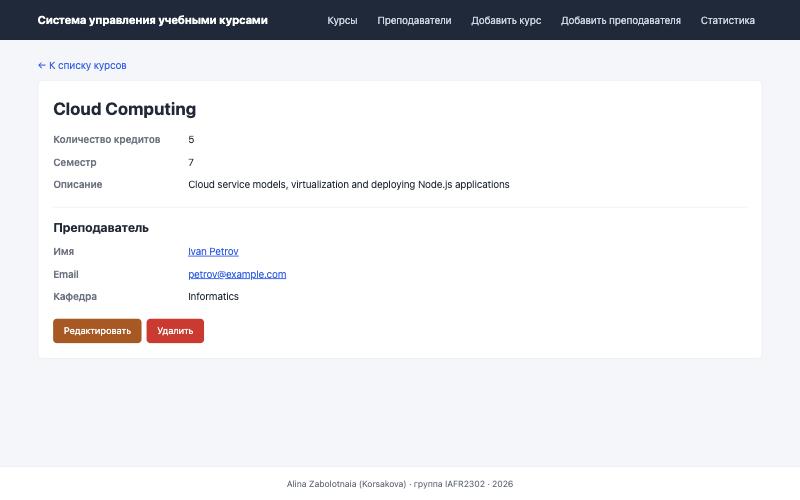 Система управления учебными курсами Курсы Преподаватели Добавить курс Добавить преподавателя Статистика
← К списку курсов
Cloud Computing
Количество кредитов 5
Семестр 7
Описание Cloud service models, virtualization and deploying Node.js applications
Преподаватель
Имя Ivan Petrov
Email petrov@example.com
Кафедра Informatics
Редактировать Удалить
Alina Zabolotnaia (Korsakova) · группа IAFR2302 · 2026